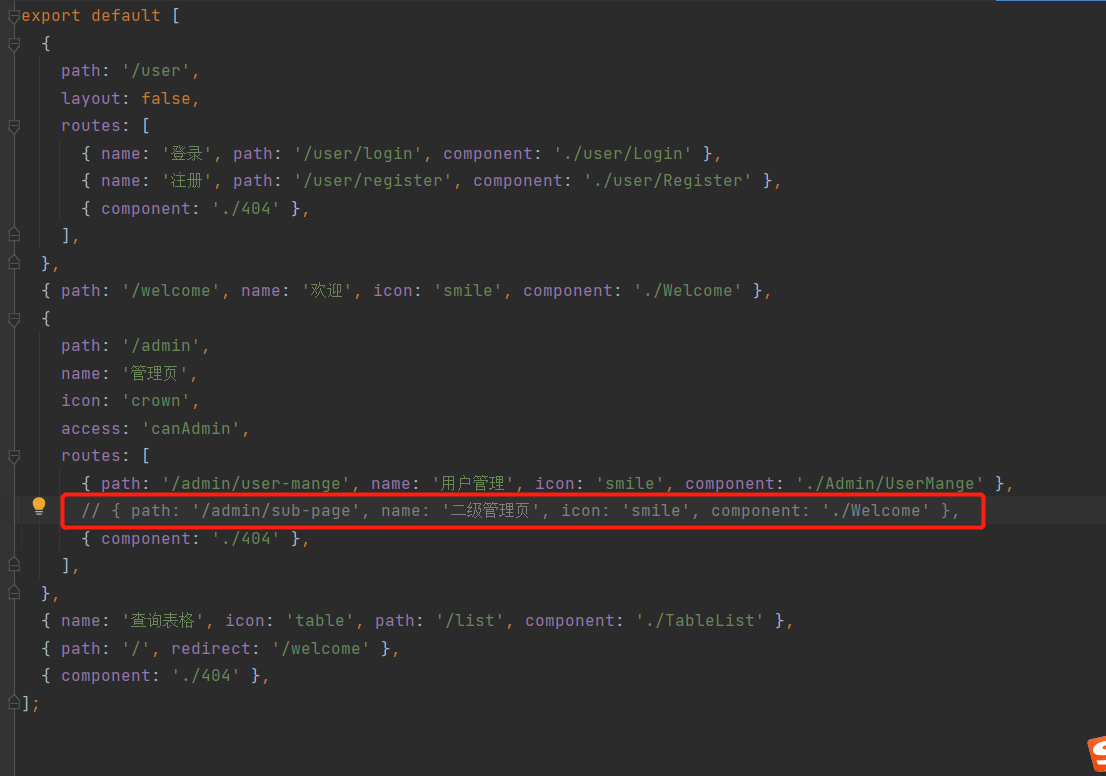 export default [
  {
    path: '/user',
    layout: false,
    routes: [
      { name: '登录', path: '/user/login', component: './user/Login' },
      { name: '注册', path: '/user/register', component: './user/Register' },
      { component: './404' },
    ],
  },
  { path: '/welcome', name: '欢迎', icon: 'smile', component: './Welcome' },
  {
    path: '/admin',
    name: '管理页',
    icon: 'crown',
    access: 'canAdmin',
    routes: [
      { path: '/admin/user-mange', name: '用户管理', icon: 'smile', component: './Admin/UserMange' },
      // { path: '/admin/sub-page', name: '二级管理页', icon: 'smile', component: './Welcome' },
      { component: './404' },
    ],
  },
  { name: '查询表格', icon: 'table', path: '/list', component: './TableList' },
  { path: '/', redirect: '/welcome' },
  { component: './404' },
];